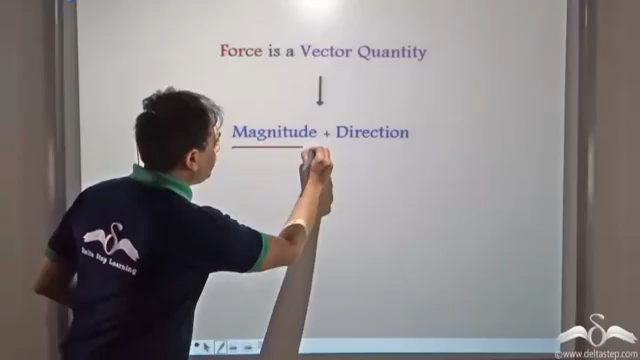 Force is a Vector Quantity
Magnitude + Direction
Delta Step Learning
©www.deltastep.com